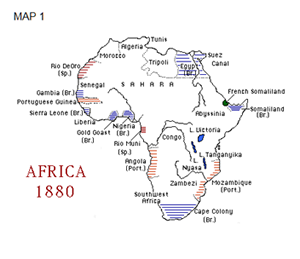 MAP 1
Tunis
Algeria
Morocco
Tripoli
Suez
Canal
Rio DeOro
(Sp.)
Egypt
(Br.)
SAHARA
Senegal
French Somaliland
Gambia (Br.)
Portuguese Guinea
Sierra Leone (Br.)
Abyssinia
Somaliland
(Br.)
Liberia
Nigeria
(Br.)
Gold Coast
(Br.)
Rio Muni
(Sp.)
Congo
L. Victoria
L. Tanganyika
Angola
(Port.)
L.
Nyasa
Zambezi
Mozambique
(Port.)
Southwest
Africa
Cape Colony
(Br.)
AFRICA
1880